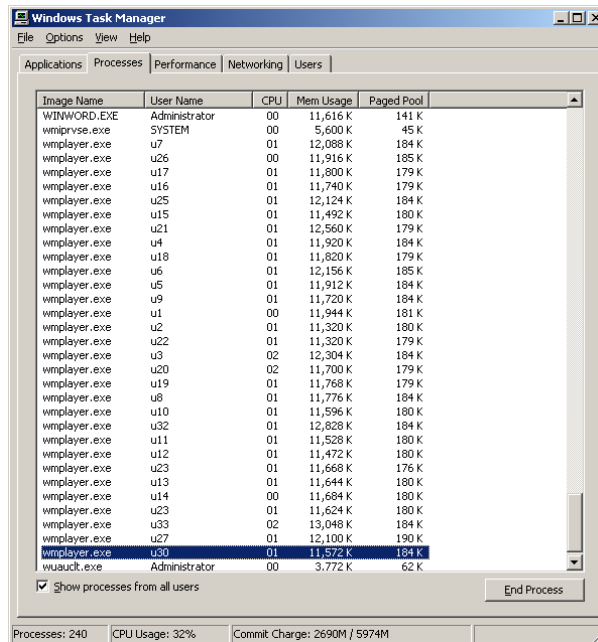 Windows Task Manager
File Options View Help
Applications Processes Performance Networking Users
Image Name User Name CPU Mem Usage Paged Pool
WINWORD.EXE Administrator 00 11,616 K 141 K
wmiprvse.exe SYSTEM 00 5,600 K 45 K
wmplayer.exe u7 01 12,088 K 184 K
wmplayer.exe u26 00 11,916 K 185 K
wmplayer.exe u17 01 11,800 K 179 K
wmplayer.exe u16 01 11,740 K 179 K
wmplayer.exe u25 01 12,124 K 184 K
wmplayer.exe u15 01 11,492 K 180 K
wmplayer.exe u21 01 12,560 K 179 K
wmplayer.exe u4 01 11,920 K 184 K
wmplayer.exe u18 01 11,820 K 179 K
wmplayer.exe u6 01 12,156 K 185 K
wmplayer.exe u5 01 11,912 K 184 K
wmplayer.exe u9 01 11,720 K 184 K
wmplayer.exe u1 00 11,944 K 181 K
wmplayer.exe u2 01 11,320 K 180 K
wmplayer.exe u22 01 11,320 K 179 K
wmplayer.exe u3 02 12,304 K 184 K
wmplayer.exe u20 02 11,700 K 179 K
wmplayer.exe u19 01 11,768 K 179 K
wmplayer.exe u8 01 11,776 K 184 K
wmplayer.exe u10 01 11,596 K 180 K
wmplayer.exe u32 01 12,828 K 184 K
wmplayer.exe u11 01 11,528 K 180 K
wmplayer.exe u12 01 11,472 K 180 K
wmplayer.exe u23 01 11,668 K 176 K
wmplayer.exe u13 01 11,644 K 180 K
wmplayer.exe u14 00 11,684 K 180 K
wmplayer.exe u23 01 11,624 K 180 K
wmplayer.exe u33 02 13,048 K 184 K
wmplayer.exe u27 01 12,100 K 190 K
wmplayer.exe u30 01 11,572 K 184 K
wuauclt.exe Administrator 00 3,772 K 62 K
Show processes from all users
End Process
Processes: 240 CPU Usage: 32% Commit Charge: 2690M / 5974M